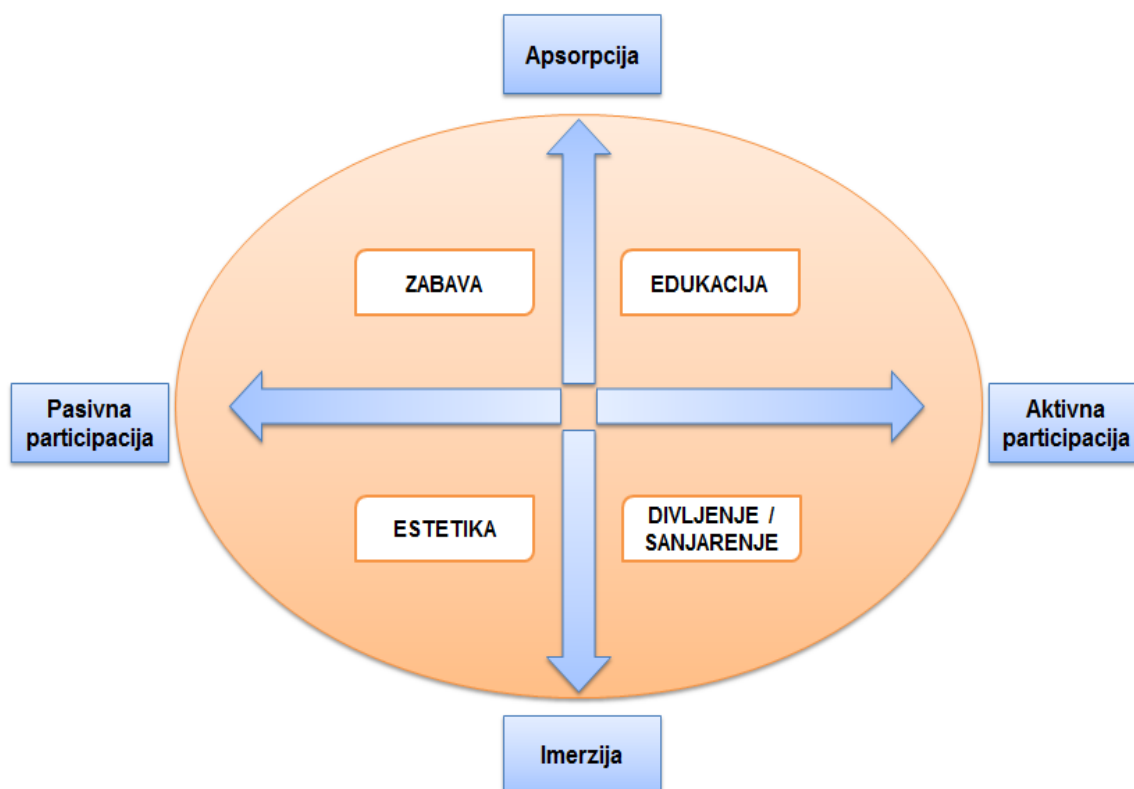 Apsorpcija
ZABAVA
EDUKACIJA
Pasivna
participacija
Aktivna
participacija
ESTETIKA
DIVLJENJE /
SANJARENJE
Imerzija